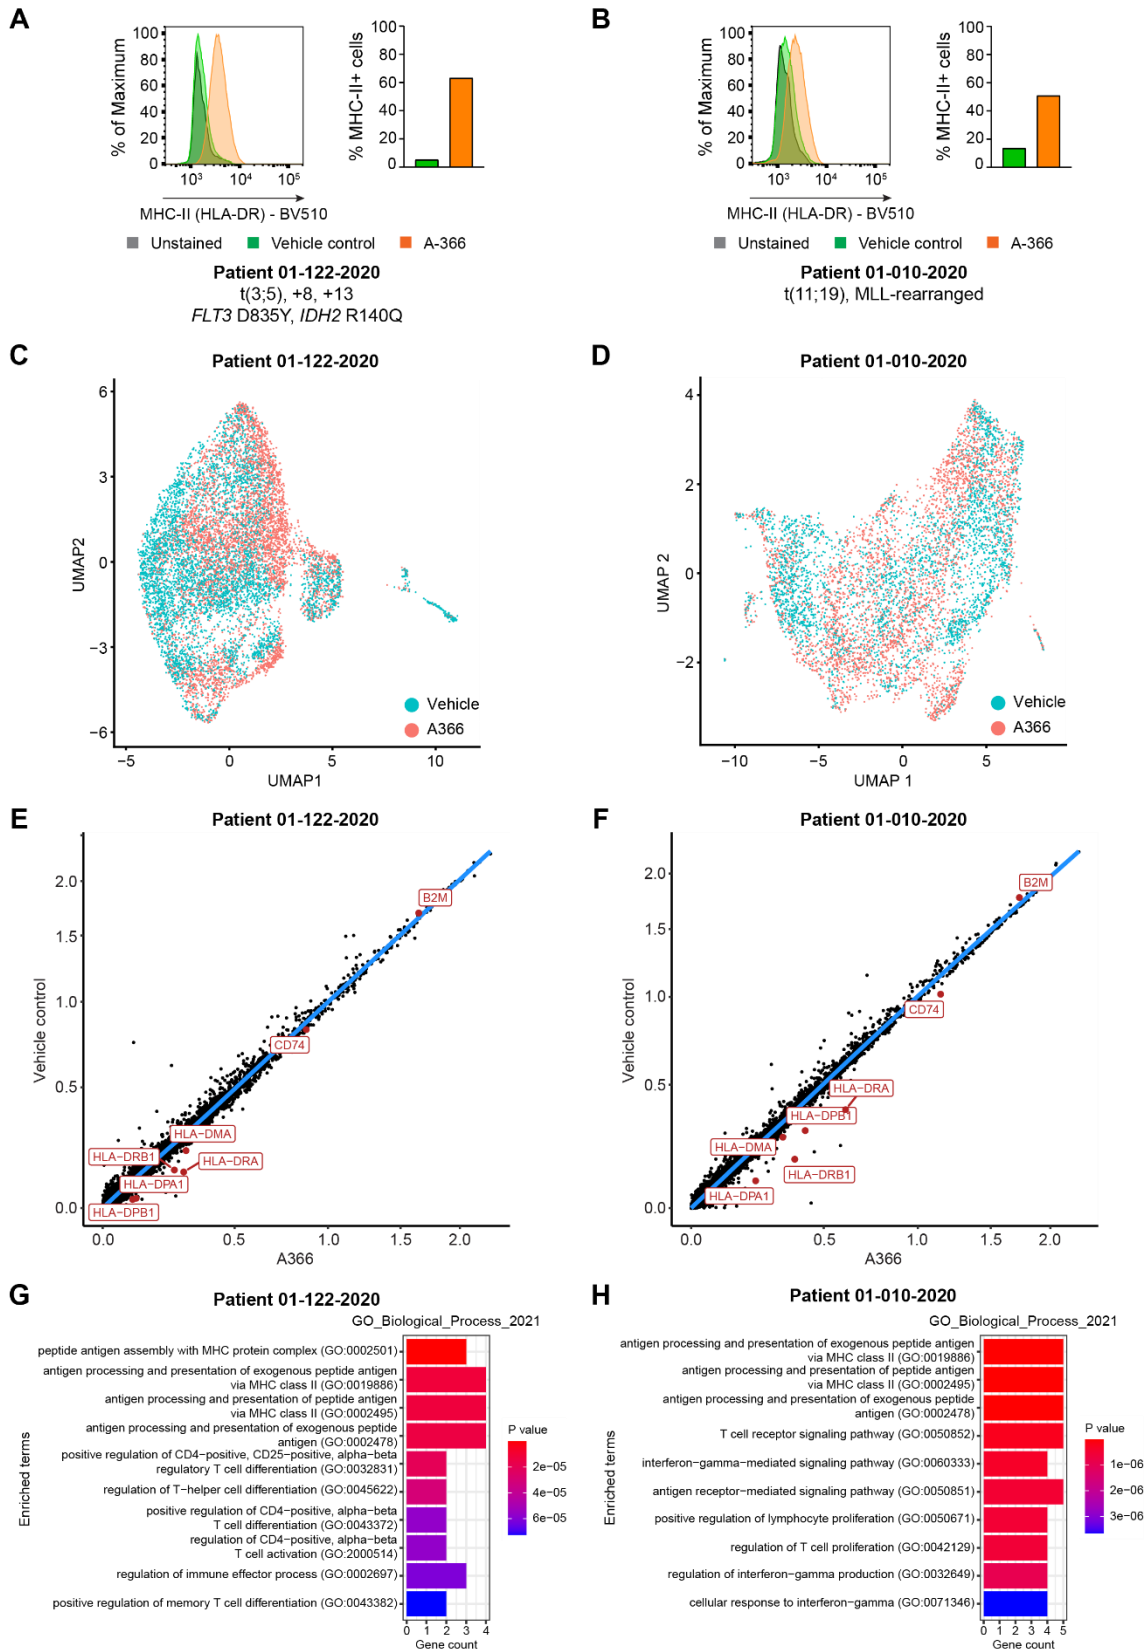 A
B
% of Maximum
100
80
60
40
20
0
10³ 10⁴ 10⁵
MHC-II (HLA-DR) - BV510
% MHC-II+ cells
100
80
60
40
20
0
Unstained Vehicle control A-366
Patient 01-122-2020
t(3;5), +8, +13
FLT3 D835Y, IDH2 R140Q
% of Maximum
100
80
60
40
20
0
10³ 10⁴ 10⁵
MHC-II (HLA-DR) - BV510
% MHC-II+ cells
100
80
60
40
20
0
Unstained Vehicle control A-366
Patient 01-010-2020
t(11;19), MLL-rearranged
C
Patient 01-122-2020
UMAP2
6
3
0
−3
−6
Vehicle
A366
−5 0 5 10
UMAP1
D
Patient 01-010-2020
UMAP 2
4
2
0
−2
Vehicle
A366
−10 −5 0 5
UMAP 1
E
Patient 01-122-2020
Vehicle control
2.0
1.5
1.0
0.5
0.0
B2M
CD74
HLA−DMA
HLA−DRB1
HLA−DRA
HLA−DPA1
HLA−DPB1
0.0 0.5 1.0 1.5 2.0
A366
F
Patient 01-010-2020
Vehicle control
2.0
1.5
1.0
0.5
0.0
B2M
CD74
HLA−DRA
HLA−DPB1
HLA−DMA
HLA−DRB1
HLA−DPA1
0.0 0.5 1.0 1.5 2.0
A366
G
Patient 01-122-2020
GO_Biological_Process_2021
Enriched terms
peptide antigen assembly with MHC protein complex (GO:0002501)
antigen processing and presentation of exogenous peptide antigen
via MHC class II (GO:0019886)
antigen processing and presentation of peptide antigen
via MHC class II (GO:0002495)
antigen processing and presentation of exogenous peptide
antigen (GO:0002478)
positive regulation of CD4−positive, CD25−positive, alpha−beta
regulatory T cell differentiation (GO:0032831)
regulation of T−helper cell differentiation (GO:0045622)
positive regulation of CD4−positive, alpha−beta
T cell differentiation (GO:0043372)
regulation of CD4−positive, alpha−beta
T cell activation (GO:2000514)
regulation of immune effector process (GO:0002697)
positive regulation of memory T cell differentiation (GO:0043382)
0 1 2 3 4
Gene count
P value
2e−05
4e−05
6e−05
H
Patient 01-010-2020
GO_Biological_Process_2021
Enriched terms
antigen processing and presentation of exogenous peptide antigen
via MHC class II (GO:0019886)
antigen processing and presentation of peptide antigen
via MHC class II (GO:0002495)
antigen processing and presentation of exogenous peptide
antigen (GO:0002478)
T cell receptor signaling pathway (GO:0050852)
interferon−gamma−mediated signaling pathway (GO:0060333)
antigen receptor−mediated signaling pathway (GO:0050851)
positive regulation of lymphocyte proliferation (GO:0050671)
regulation of T cell proliferation (GO:0042129)
regulation of interferon−gamma production (GO:0032649)
cellular response to interferon−gamma (GO:0071346)
0 1 2 3 4 5
Gene count
P value
1e−06
2e−06
3e−06